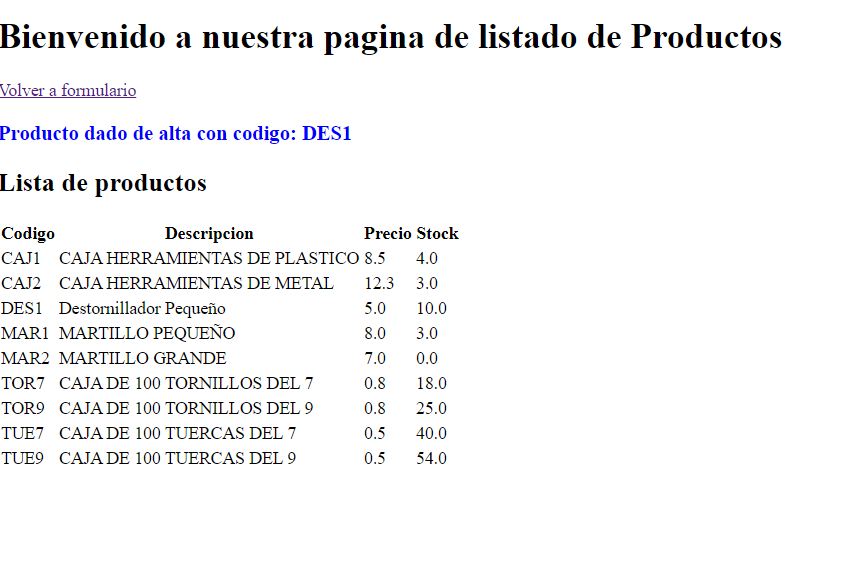 Bienvenido a nuestra pagina de listado de Productos
Volver a formulario
Producto dado de alta con codigo: DES1
Lista de productos
Codigo Descripcion Precio Stock
CAJ1 CAJA HERRAMIENTAS DE PLASTICO 8.5 4.0
CAJ2 CAJA HERRAMIENTAS DE METAL 12.3 3.0
DES1 Destornillador Pequeño 5.0 10.0
MAR1 MARTILLO PEQUEÑO 8.0 3.0
MAR2 MARTILLO GRANDE 7.0 0.0
TOR7 CAJA DE 100 TORNILLOS DEL 7 0.8 18.0
TOR9 CAJA DE 100 TORNILLOS DEL 9 0.8 25.0
TUE7 CAJA DE 100 TUERCAS DEL 7 0.5 40.0
TUE9 CAJA DE 100 TUERCAS DEL 9 0.5 54.0